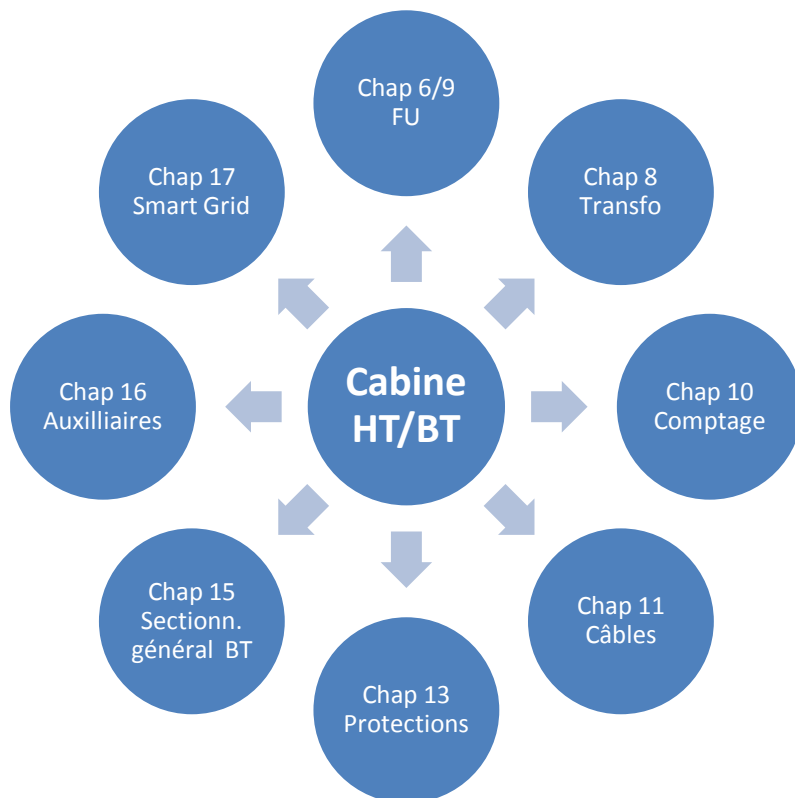 Chap 6/9
FU
Chap 17
Smart Grid
Chap 8
Transfo
Chap 16
Auxilliaires
Cabine
HT/BT
Chap 10
Comptage
Chap 15
Sectionn.
général BT
Chap 11
Câbles
Chap 13
Protections